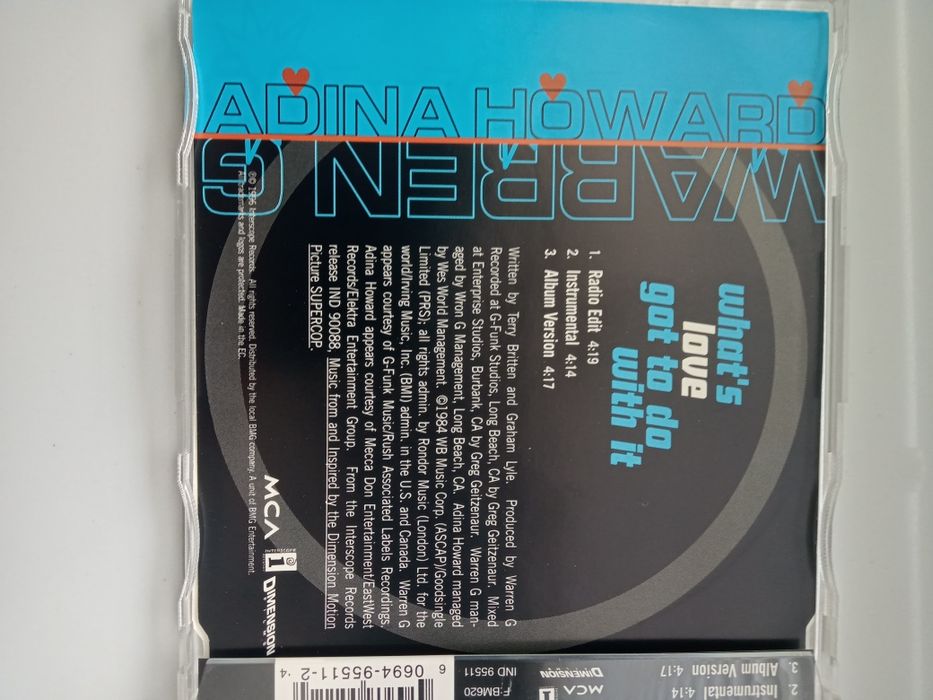 ADINA HOWARD
WARREN G
what's
love
got to do
with it
1. Radio Edit 4:19
2. Instrumental 4:14
3. Album Version 4:17
Written by Terry Britten and Graham Lyle. Produced by Warren G
Recorded at G-Funk Studios, Long Beach, CA by Greg Geitzenaur. Mixed
at Enterprise Studios, Burbank, CA by Greg Geitzenaur. Warren G man-
aged by Wron G Management, Long Beach, CA. Adina Howard managed
by Wes World Management. ©1984 WB Music Corp. (ASCAP)/Goodsingle
Limited (PRS); all rights admin. by Rondor Music (London) Ltd. for the
world/Irving Music, Inc. (BMI) admin. in the U.S. and Canada. Warren G
appears courtesy of G-Funk Music/Rush Associated Labels Recordings.
Adina Howard appears courtesy of Mecca Don Entertainment/EastWest
Records/Elektra Entertainment Group. From the Interscope Records
release IND 90088, Music from and Inspired by the Dimension Motion
Picture SUPERCOP.
MCA
INTERSCOPE
DIMENSION
℗© 1996 Interscope Records. All rights reserved. Distributed by the local BMG company. A unit of BMG Entertainment.
All trademarks and logos are protected. Made in the EC.
2. Instrumental 4:14
3. Album Version 4:17
MCA
DIMENSION
F:BM620
IND 95511
6 0694-95511-2 4